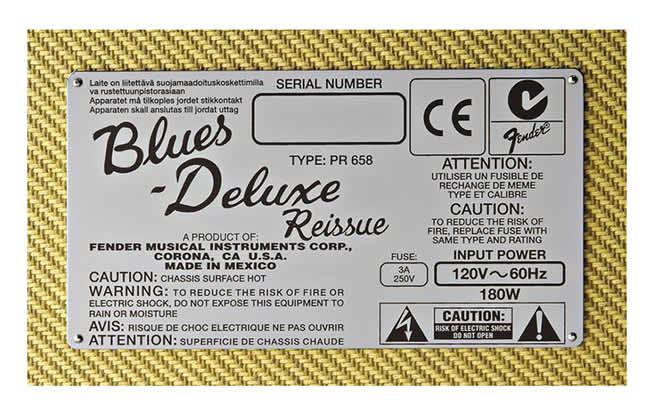 Laite on liitettävä suojamaadoituskoskettimilla
va rustettuunpistorasiaan
Apparatet må tilkoples jordet stikkontakt
Apparaten skall anslutas till jordat uttag
SERIAL NUMBER
CE
Fender
Blues
-Deluxe
Reissue
TYPE: PR 658
ATTENTION:
UTILISER UN FUSIBLE DE
RECHANGE DE MEME
TYPE ET CALIBRE
CAUTION:
TO REDUCE THE RISK OF
FIRE, REPLACE FUSE WITH
SAME TYPE AND RATING
A PRODUCT OF:
FENDER MUSICAL INSTRUMENTS CORP.,
CORONA, CA U.S.A.
MADE IN MEXICO
CAUTION: CHASSIS SURFACE HOT
WARNING: TO REDUCE THE RISK OF FIRE OR
ELECTRIC SHOCK, DO NOT EXPOSE THIS EQUIPMENT TO
RAIN OR MOISTURE
AVIS: RISQUE DE CHOC ELECTRIQUE NE PAS OUVRIR
ATTENTION: SUPERFICIE DE CHASSIS CHAUDE
FUSE:
3A
250V
INPUT POWER
120V~60Hz
180W
CAUTION:
RISK OF ELECTRIC SHOCK
DO NOT OPEN